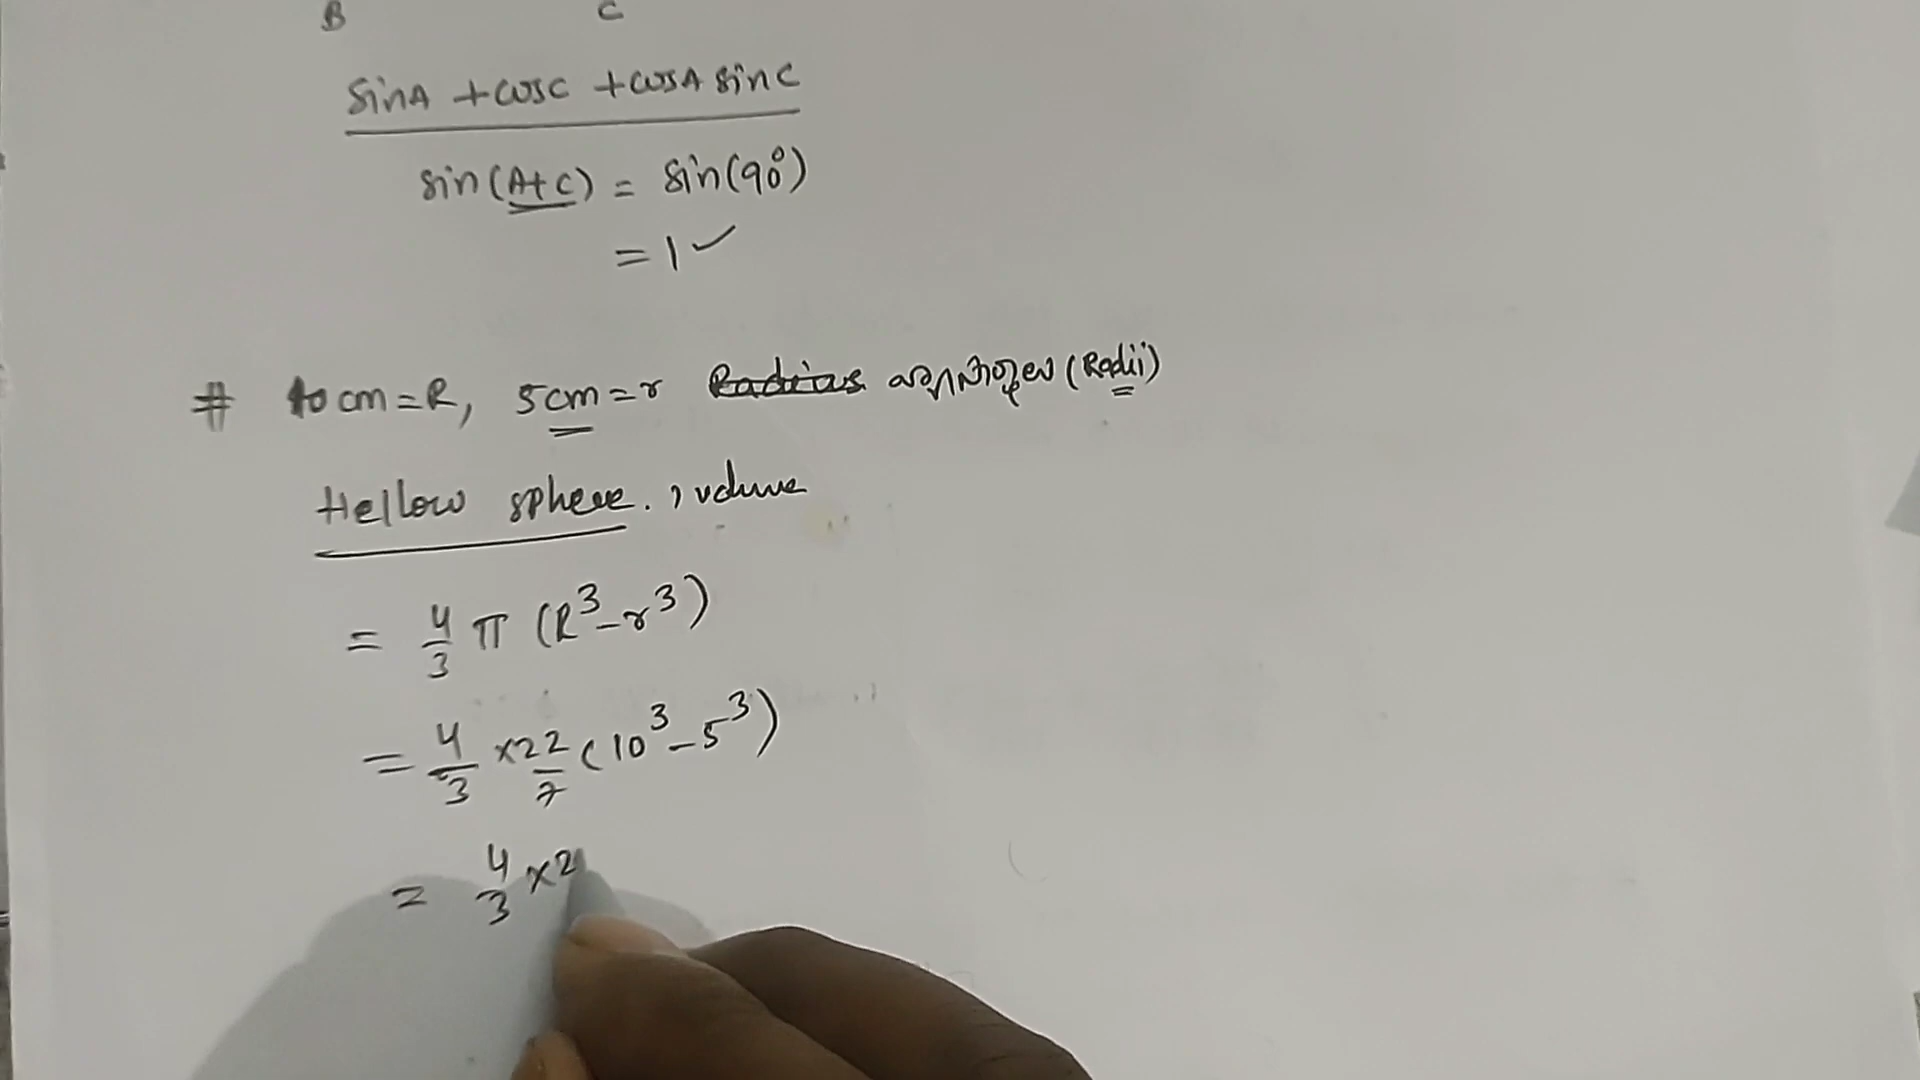 B C
SinA + cosC + cosA sinC
sin(A+C) = sin(90°)
= 1 ✓
# 10 cm = R, 5cm = r Radius (Radii)
Hellow sphere. , volume
= 4/3 π (R³ - r³)
= 4/3 × 22/7 (10³ - 5³)
= 4/3 × 2